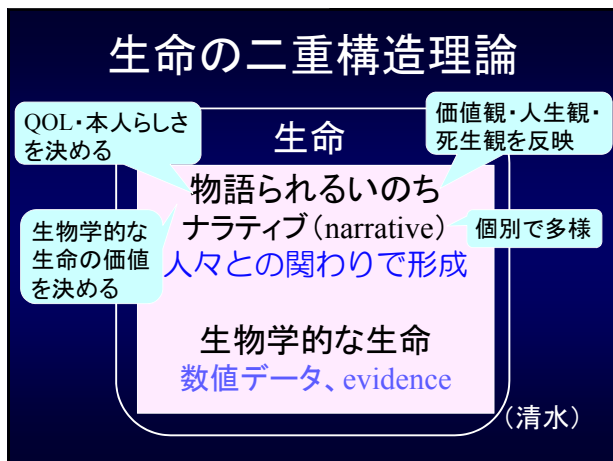 生命の二重構造理論
QOL・本人らしさ
を決める
価値観・人生観・
死生観を反映
生命
物語られるいのち
ナラティブ（narrative）
個別で多様
生物学的な
生命の価値
を決める
人々との関わりで形成
生物学的な生命
数値データ、evidence
（清水）